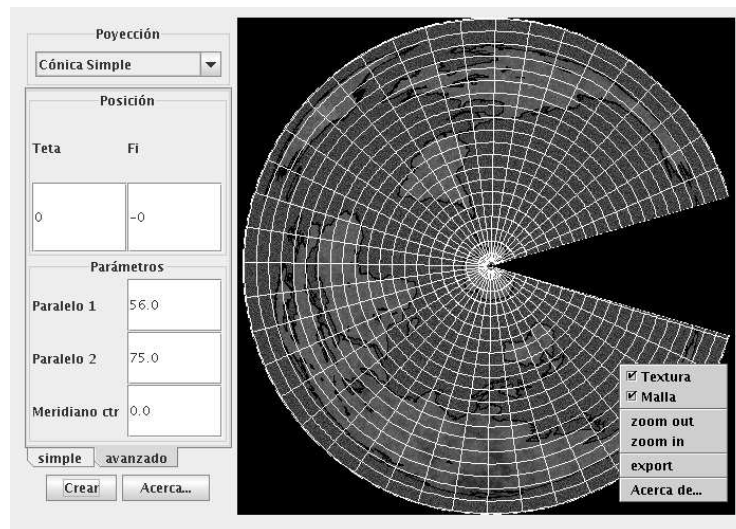 Poyección
Cónica Simple
Posición
Teta Fi
0 -0
Parámetros
Paralelo 1 56.0
Paralelo 2 75.0
Meridiano ctr 0.0
simple avanzado
Crear Acerca...
Textura
Malla
zoom out
zoom in
export
Acerca de...